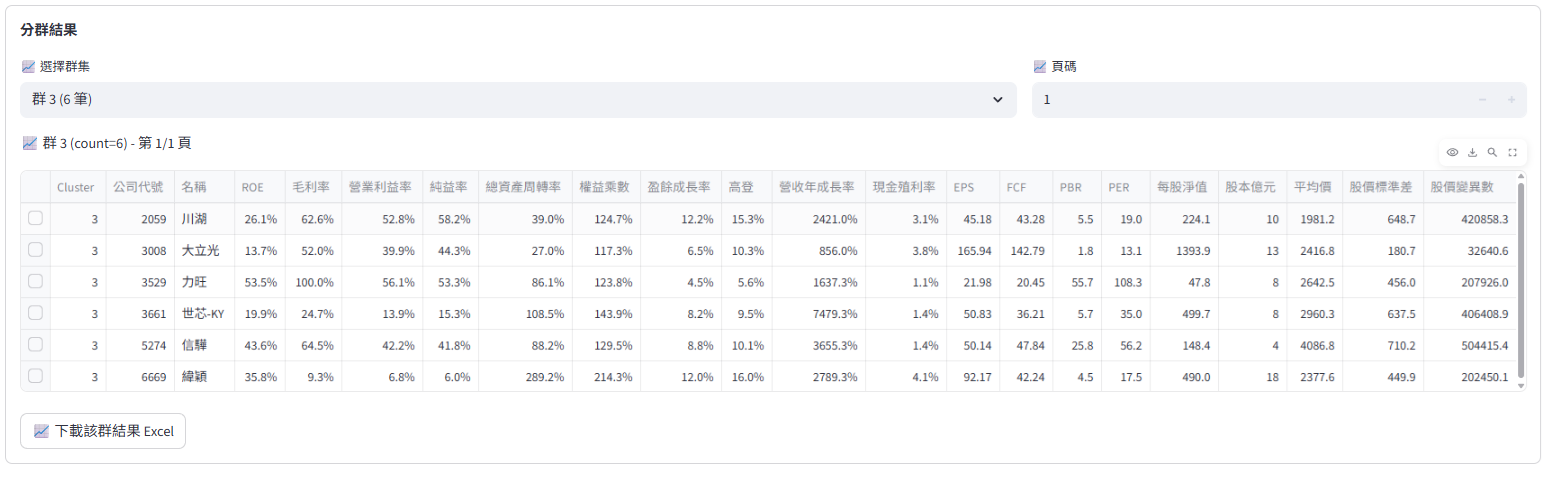 分群結果
選擇群集
頁碼
群 3 (6 筆)
1
群 3 (count=6) - 第 1/1 頁
Cluster 公司代號 名稱 ROE 毛利率 營業利益率 純益率 總資產周轉率 權益乘數 盈餘成長率 高登 營收年成長率 現金殖利率 EPS FCF PBR PER 每股淨值 股本億元 平均價 股價標準差 股價變異數
3 2059 川湖 26.1% 62.6% 52.8% 58.2% 39.0% 124.7% 12.2% 15.3% 2421.0% 3.1% 45.18 43.28 5.5 19.0 224.1 10 1981.2 648.7 420858.3
3 3008 大立光 13.7% 52.0% 39.9% 44.3% 27.0% 117.3% 6.5% 10.3% 856.0% 3.8% 165.94 142.79 1.8 13.1 1393.9 13 2416.8 180.7 32640.6
3 3529 力旺 53.5% 100.0% 56.1% 53.3% 86.1% 123.8% 4.5% 5.6% 1637.3% 1.1% 21.98 20.45 55.7 108.3 47.8 8 2642.5 456.0 207926.0
3 3661 世芯-KY 19.9% 24.7% 13.9% 15.3% 108.5% 143.9% 8.2% 9.5% 7479.3% 1.4% 50.83 36.21 5.7 35.0 499.7 8 2960.3 637.5 406408.9
3 5274 信驊 43.6% 64.5% 42.2% 41.8% 88.2% 129.5% 8.8% 10.1% 3655.3% 1.4% 50.14 47.84 25.8 56.2 148.4 4 4086.8 710.2 504415.4
3 6669 緯穎 35.8% 9.3% 6.8% 6.0% 289.2% 214.3% 12.0% 16.0% 2789.3% 4.1% 92.17 42.24 4.5 17.5 490.0 18 2377.6 449.9 202450.1
下載該群結果 Excel